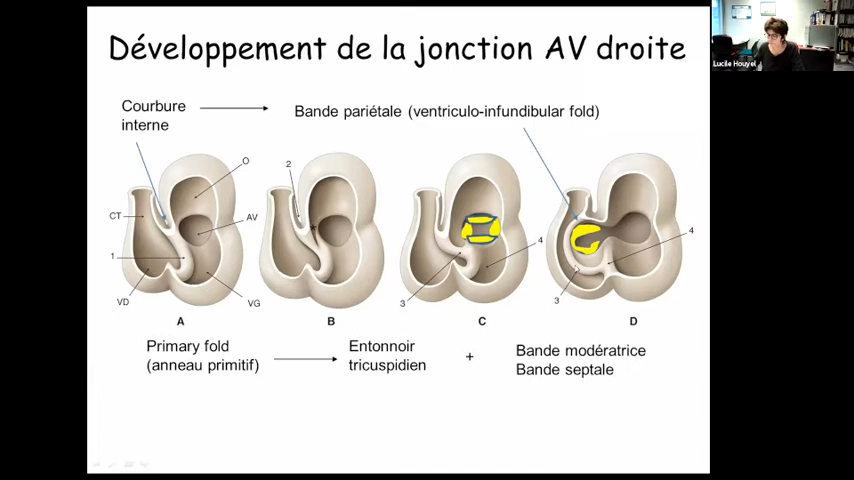 Développement de la jonction AV droite
Lucile Houyel
Courbure
interne
Bande pariétale (ventriculo-infundibular fold)
O
2
CT
AV
1
4
4
VD
VG
3
3
A
B
C
D
Primary fold
(anneau primitif)
Entonnoir
tricuspidien
+
Bande modératrice
Bande septale